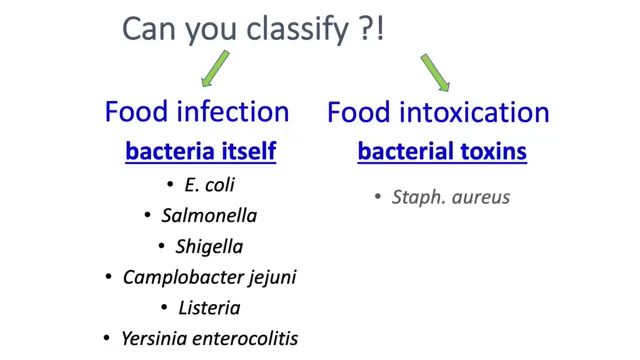 Can you classify ?!
Food infection
bacteria itself
• E. coli
• Salmonella
• Shigella
• Camplobacter jejuni
• Listeria
• Yersinia enterocolitis
Food intoxication
bacterial toxins
• Staph. aureus